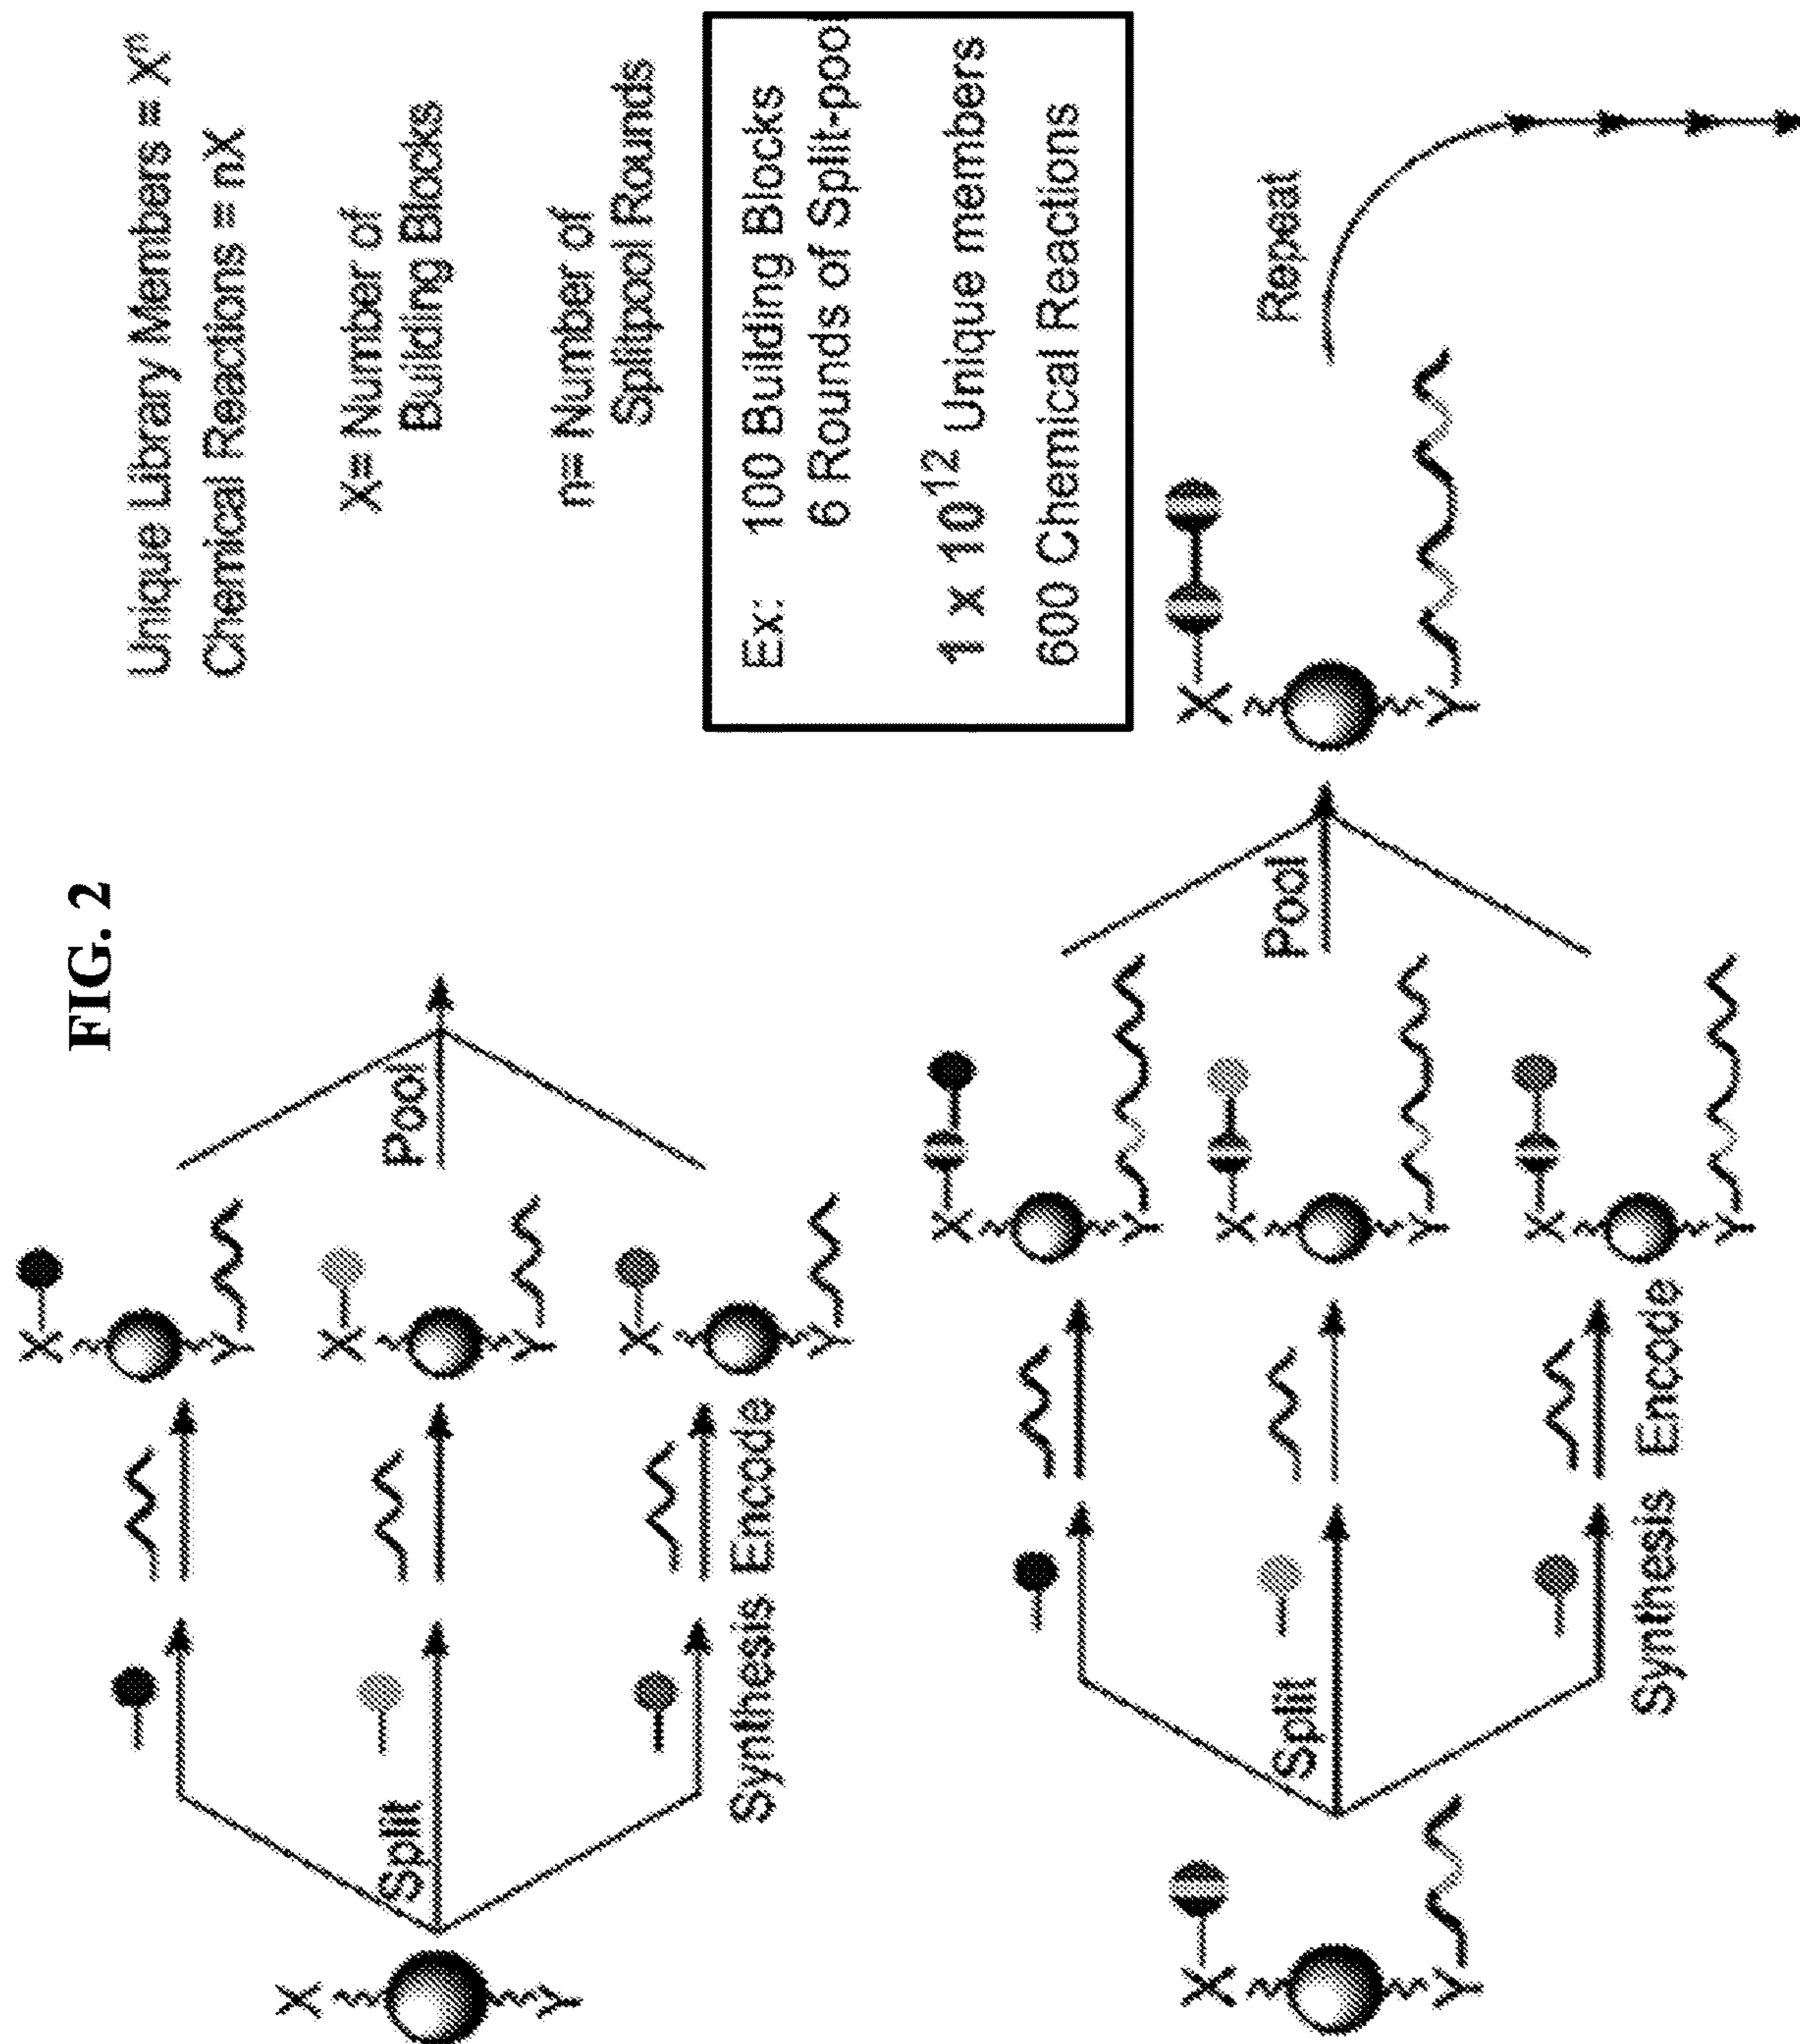 FIG. 2
X
Y
Split
Synthesis Encode
X
Y
X
Y
X
Y
Pool
Unique Library Members = Xⁿ
Chemical Reactions = nX
X= Number of
Building Blocks
n= Number of
Splitpool Rounds
Ex: 100 Building Blocks
6 Rounds of Split-pool
1 x 10¹² Unique members
600 Chemical Reactions
X
Y
Split
Synthesis Encode
X
Y
X
Y
X
Y
Pool
X
Y
Repeat